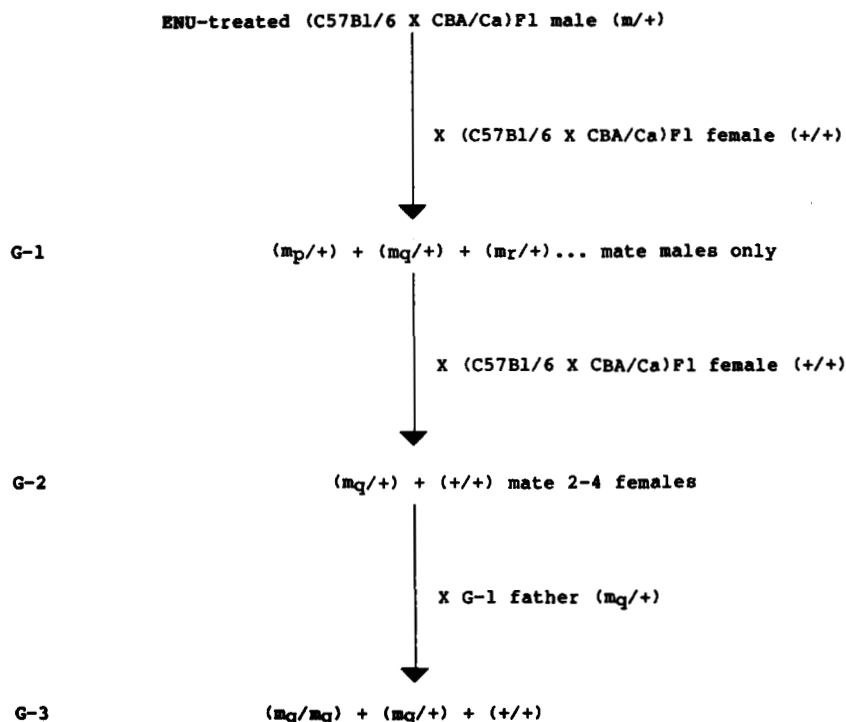 ENU-treated (C57Bl/6 X CBA/Ca)F1 male (m/+)
X (C57Bl/6 X CBA/Ca)F1 female (+/+)
G-1 (mp/+) + (mq/+) + (mr/+)... mate males only
X (C57Bl/6 X CBA/Ca)F1 female (+/+)
G-2 (mq/+) + (+/+) mate 2-4 females
X G-1 father (mq/+)
G-3 (mq/mq) + (mq/+) + (+/+)